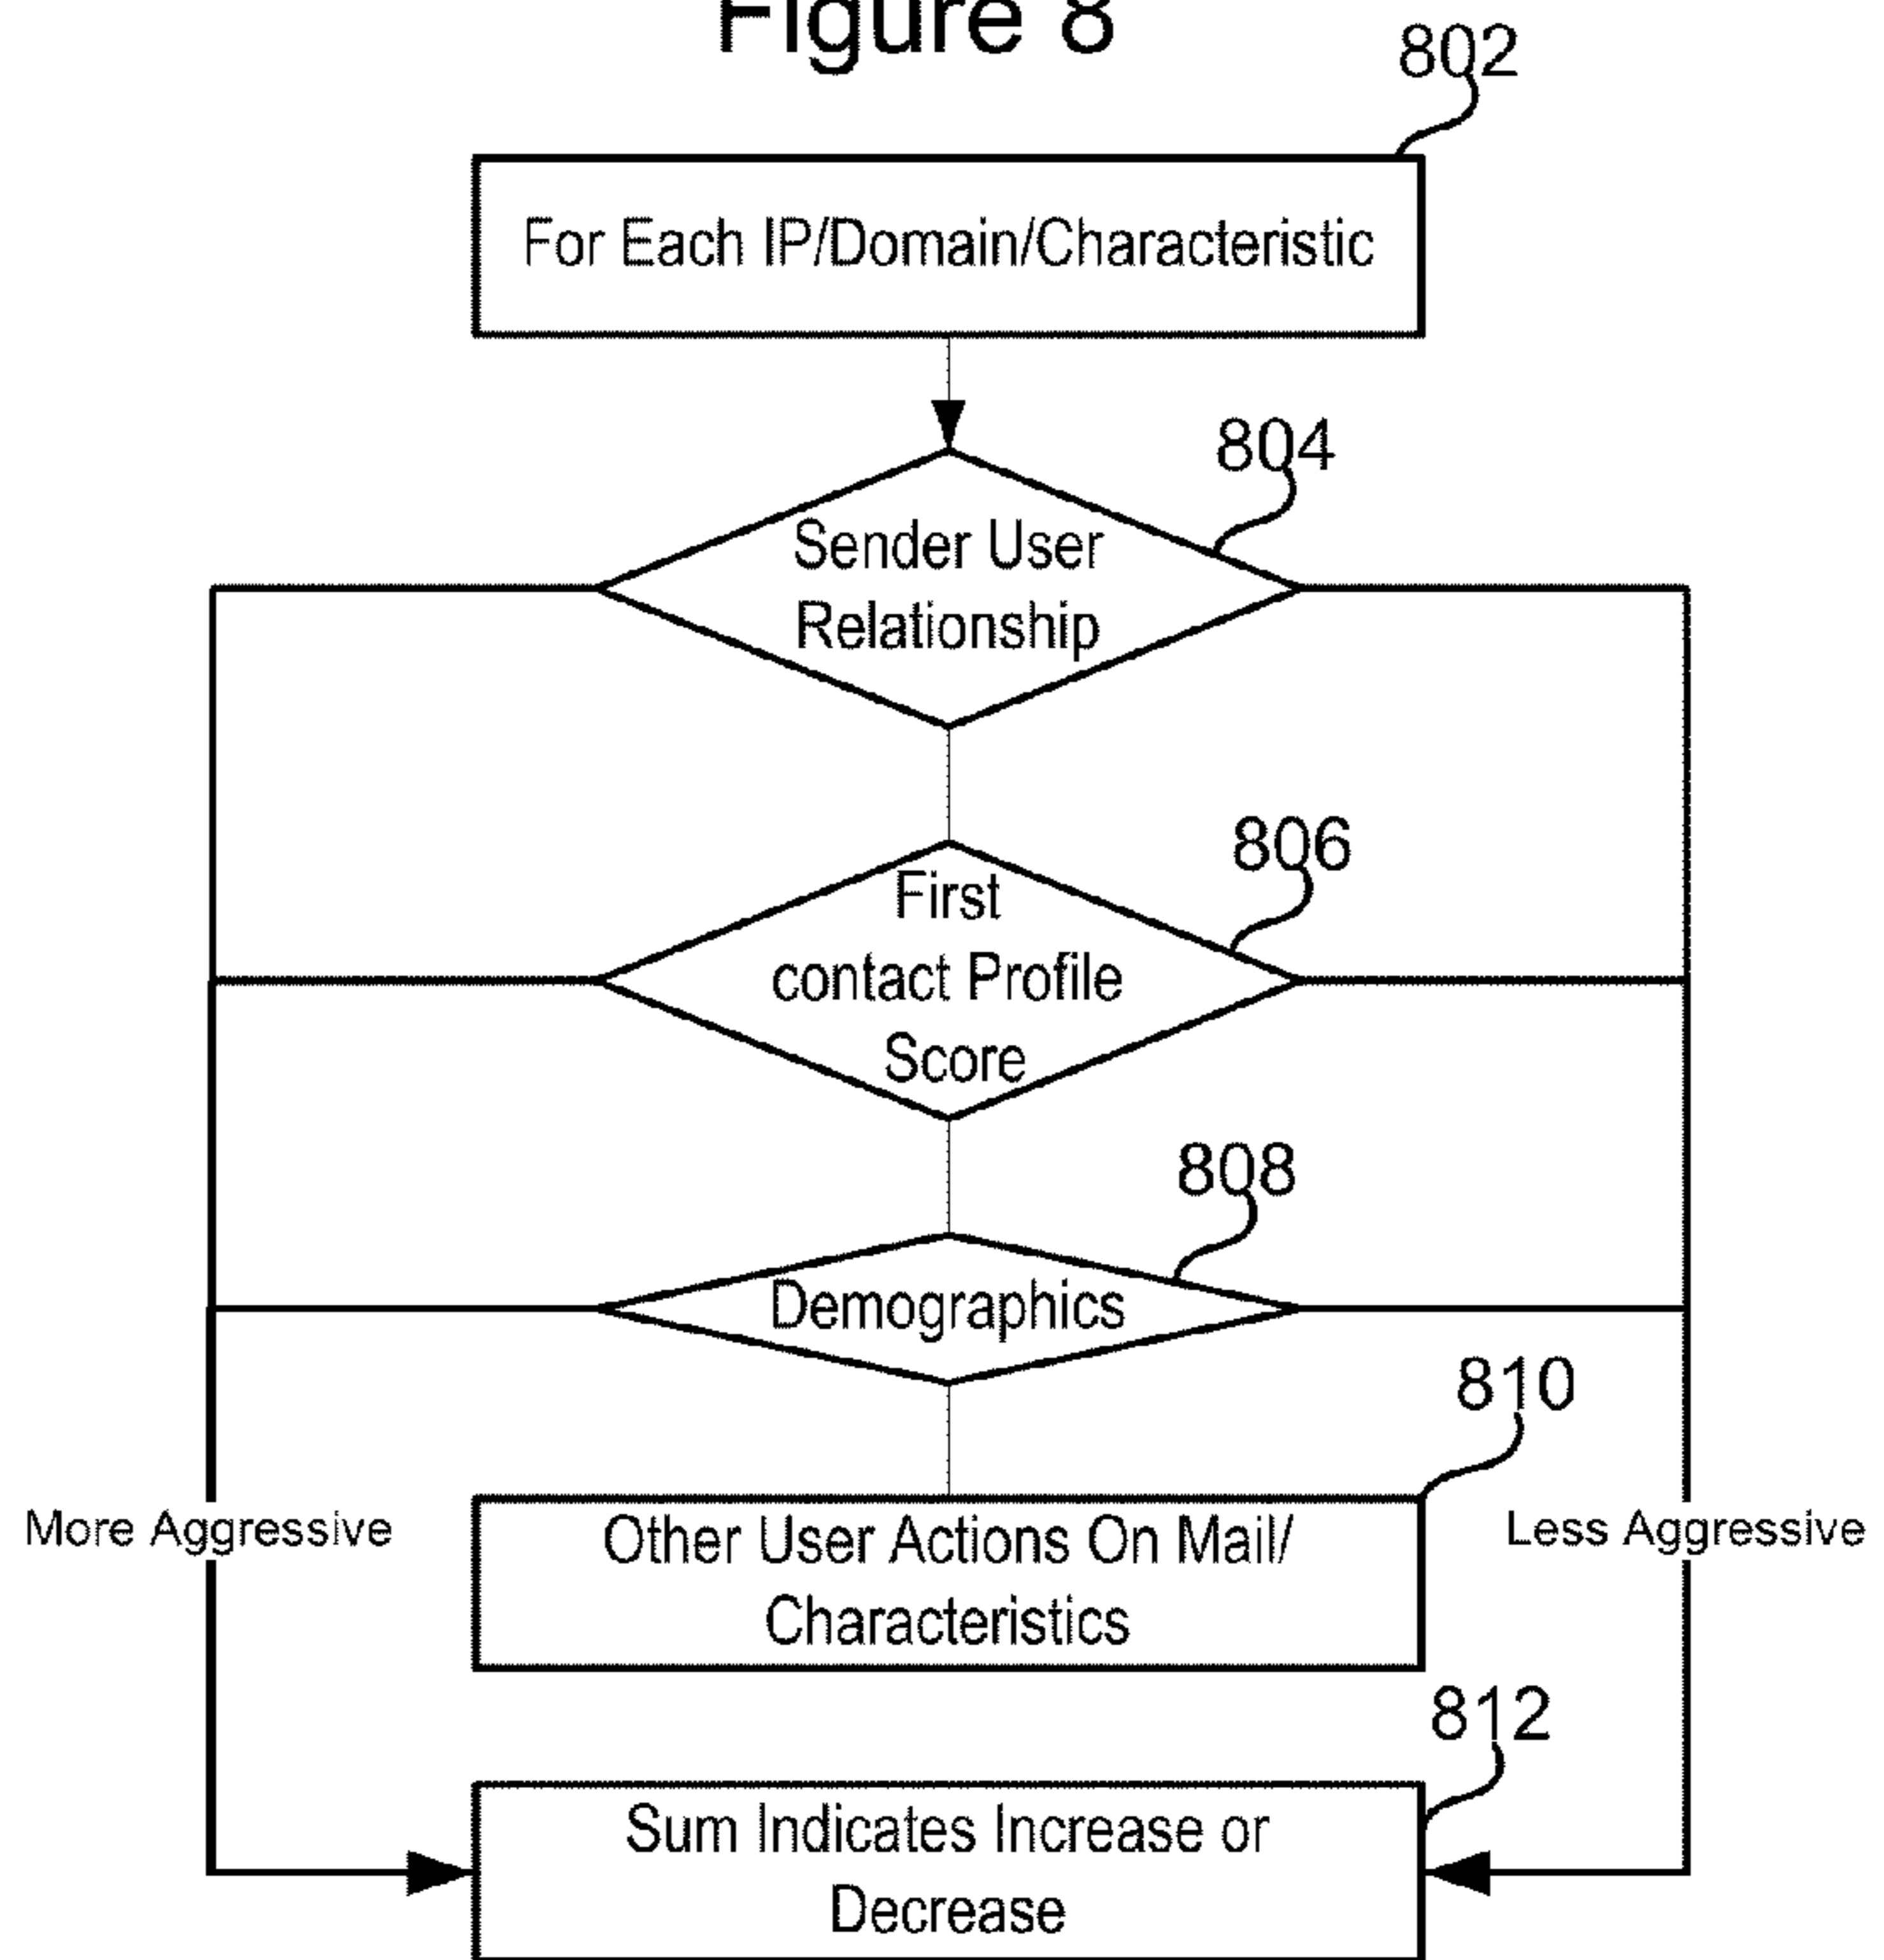 Figure 8
802
For Each IP/Domain/Characteristic
804
Sender User
Relationship
806
First
contact Profile
Score
808
Demographics
810
More Aggressive
Other User Actions On Mail/
Characteristics
Less Aggressive
812
Sum Indicates Increase or
Decrease